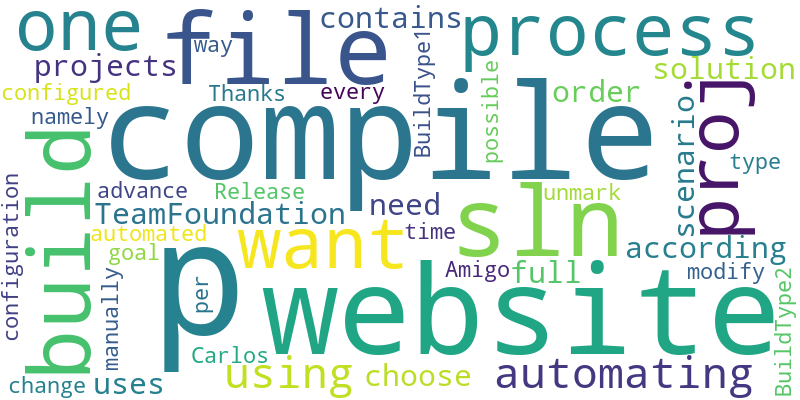 one
file
way
contains
process
projects
configured
namely
Thanks
every
BuildType1
possible
order
solution
compile
proj
scenario
type
build
advance
Release
TeamFoundation
automated
goal
want
need
time
sln
unmark
according
Amigo
full
modify
configuration
manually
p
per
website
BuildType2
Carlos
change
uses
using
choose
automating